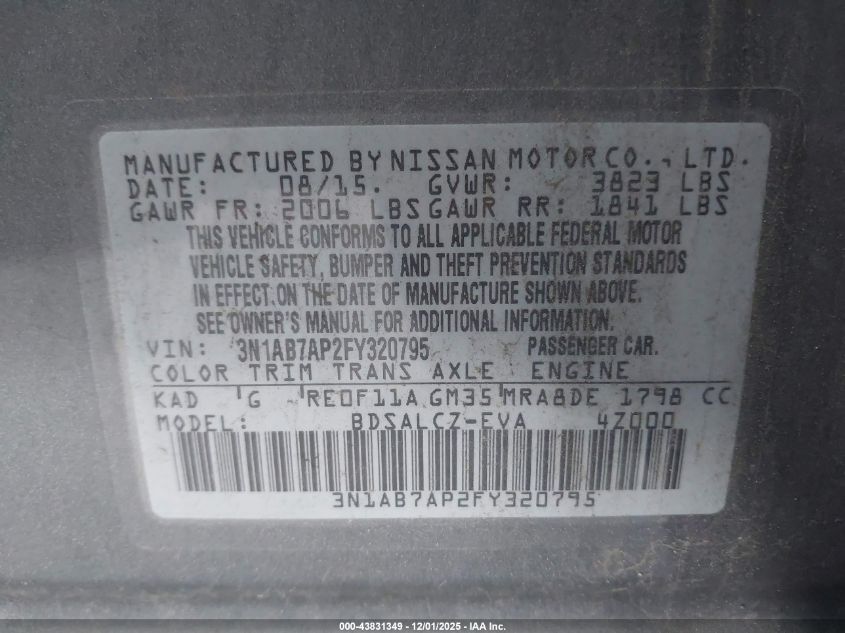 MANUFACTURED BY NISSAN MOTOR CO., LTD.
DATE: 08/15. GVWR: 3823 LBS
GAWR FR: 2006 LBS GAWR RR: 1841 LBS
THIS VEHICLE CONFORMS TO ALL APPLICABLE FEDERAL MOTOR
VEHICLE SAFETY, BUMPER AND THEFT PREVENTION STANDARDS
IN EFFECT ON THE DATE OF MANUFACTURE SHOWN ABOVE.
SEE OWNER'S MANUAL FOR ADDITIONAL INFORMATION.
VIN: 3N1AB7AP2FY320795 PASSENGER CAR.
COLOR TRIM TRANS AXLE ENGINE
KAD G RE0F11A GM35 MRA8DE 1798 CC
MODEL: BDSALCZ-EVA 4Z000
3N1AB7AP2FY320795
000-43831349 - 12/01/2025 - IAA Inc.